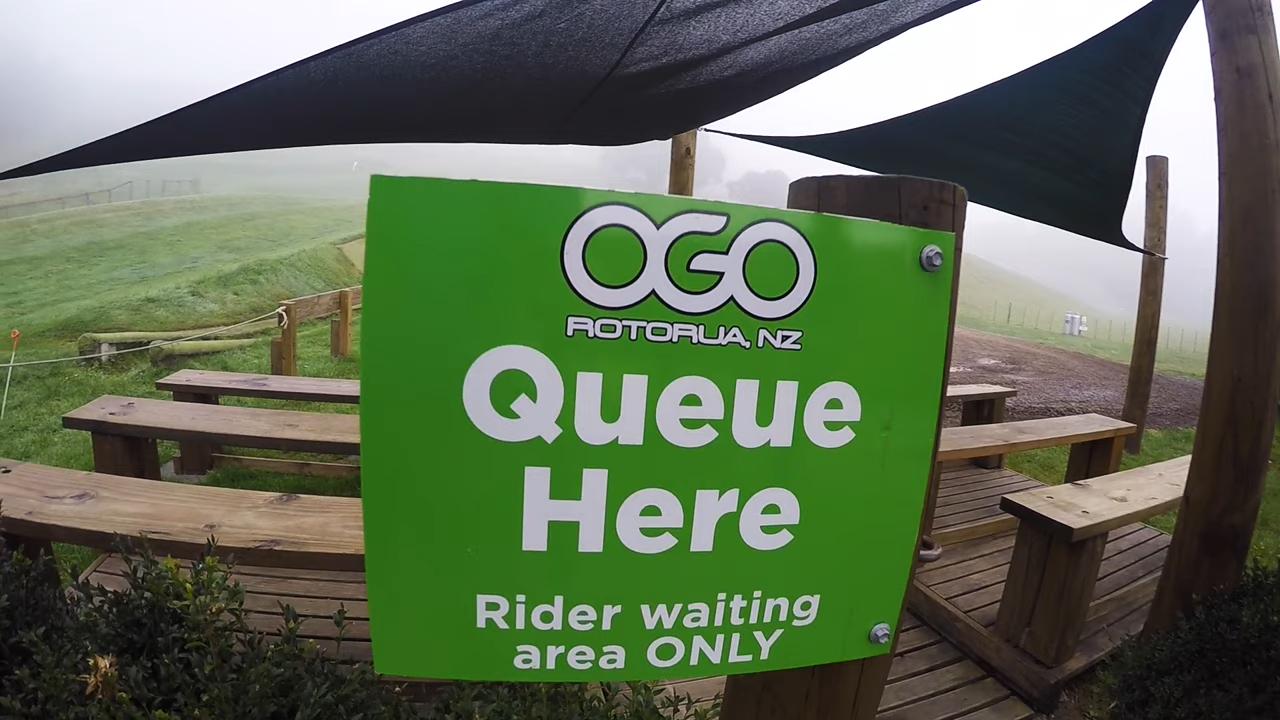 OGO
ROTORUA, NZ
Queue
Here
Rider waiting
area ONLY